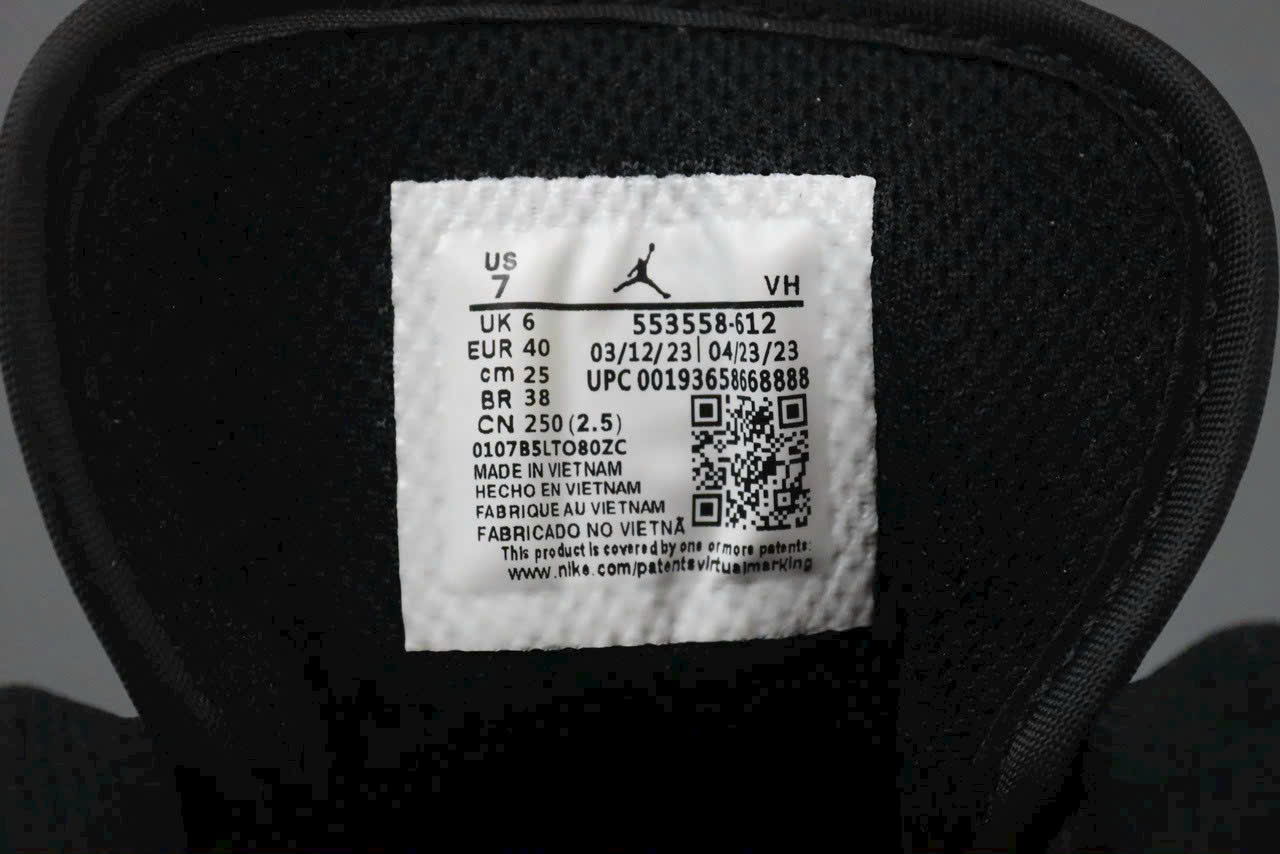 US
7
VH
UK 6
553558-612
EUR 40
03/12/23 | 04/23/23
cm 25
UPC 00193658668888
BR 38
CN 250 (2.5)
0107B5LTO80ZC
MADE IN VIETNAM
HECHO EN VIETNAM
FABRIQUE AU VIETNAM
FABRICADO NO VIETNÃ
This product is covered by one or more patents:
www.nike.com/patentsvirtualmarking